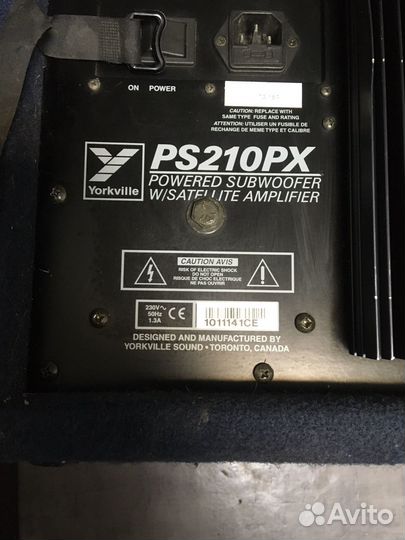 ON POWER
CAUTION: REPLACE WITH
SAME TYPE FUSE AND RATING
ATTENTION: UTILISER UN FUSIBLE DE
RECHANGE DE MEME TYPE ET CALIBRE
Yorkville
PS210PX
POWERED SUBWOOFER
W/SATELLITE AMPLIFIER
CAUTION AVIS
RISK OF ELECTRIC SHOCK
DO NOT OPEN
RISQUE DE CHOC ELECTRIQUE
NE PAS OUVRIR
230V~
50Hz
1.3A
CE
1011141CE
DESIGNED AND MANUFACTURED BY
YORKVILLE SOUND • TORONTO, CANADA
Avito